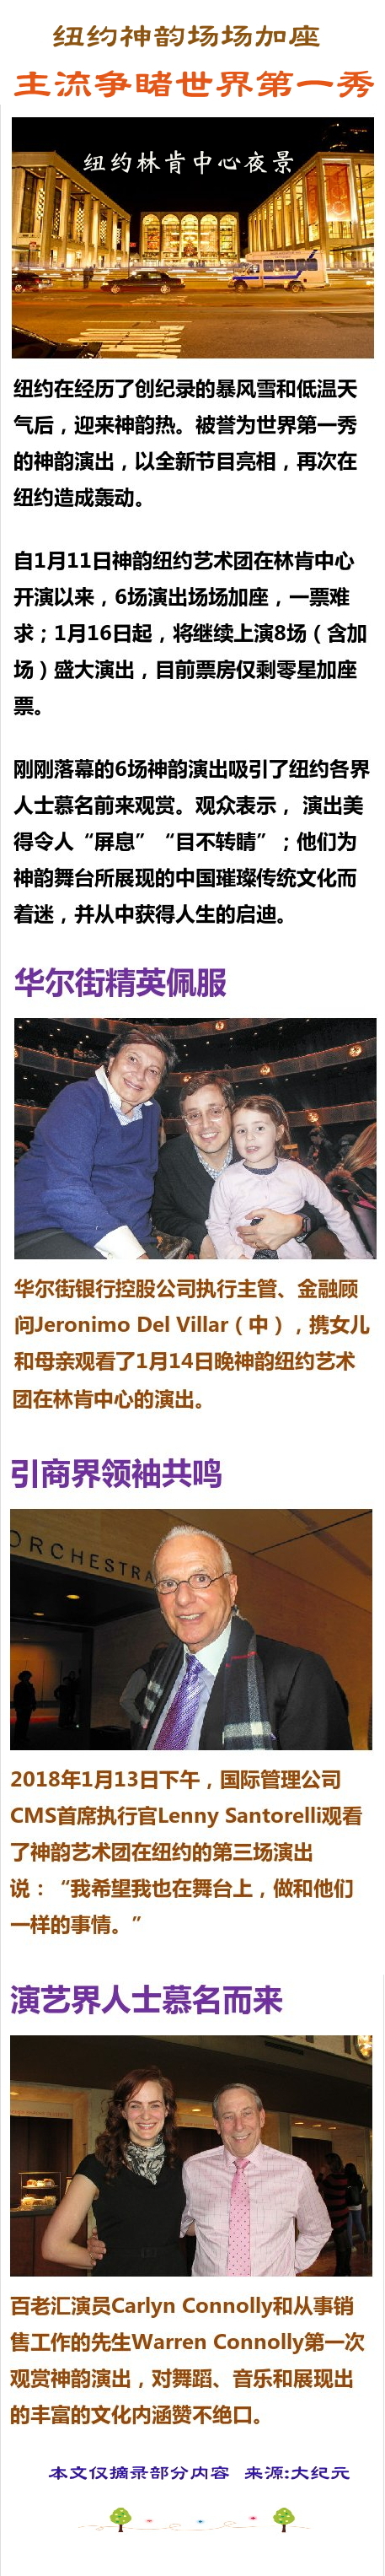 纽约神韵场场加座
主流争睹世界第一秀
纽约林肯中心夜景
纽约在经历了创纪录的暴风雪和低温天
气后，迎来神韵热。被誉为世界第一秀
的神韵演出，以全新节目亮相，再次在
纽约造成轰动。
自1月11日神韵纽约艺术团在林肯中心
开演以来，6场演出场场加座，一票难
求；1月16日起，将继续上演8场（含加
场）盛大演出，目前票房仅剩零星加座
票。
刚刚落幕的6场神韵演出吸引了纽约各界
人士慕名前来观赏。观众表示， 演出美
得令人“屏息”“目不转睛”；他们为
神韵舞台所展现的中国璀璨传统文化而
着迷，并从中获得人生的启迪。
华尔街精英佩服
华尔街银行控股公司执行主管、金融顾
问Jeronimo Del Villar（中），携女儿
和母亲观看了1月14日晚神韵纽约艺术
团在林肯中心的演出。
引商界领袖共鸣
ORCHESTRA
2018年1月13日下午，国际管理公司
CMS首席执行官Lenny Santorelli观看
了神韵艺术团在纽约的第三场演出
说：“我希望我也在舞台上，做和他们
一样的事情。”
演艺界人士慕名而来
百老汇演员Carlyn Connolly和从事销
售工作的先生Warren Connolly第一次
观赏神韵演出，对舞蹈、音乐和展现出
的丰富的文化内涵赞不绝口。
本文仅摘录部分内容 来源:大纪元